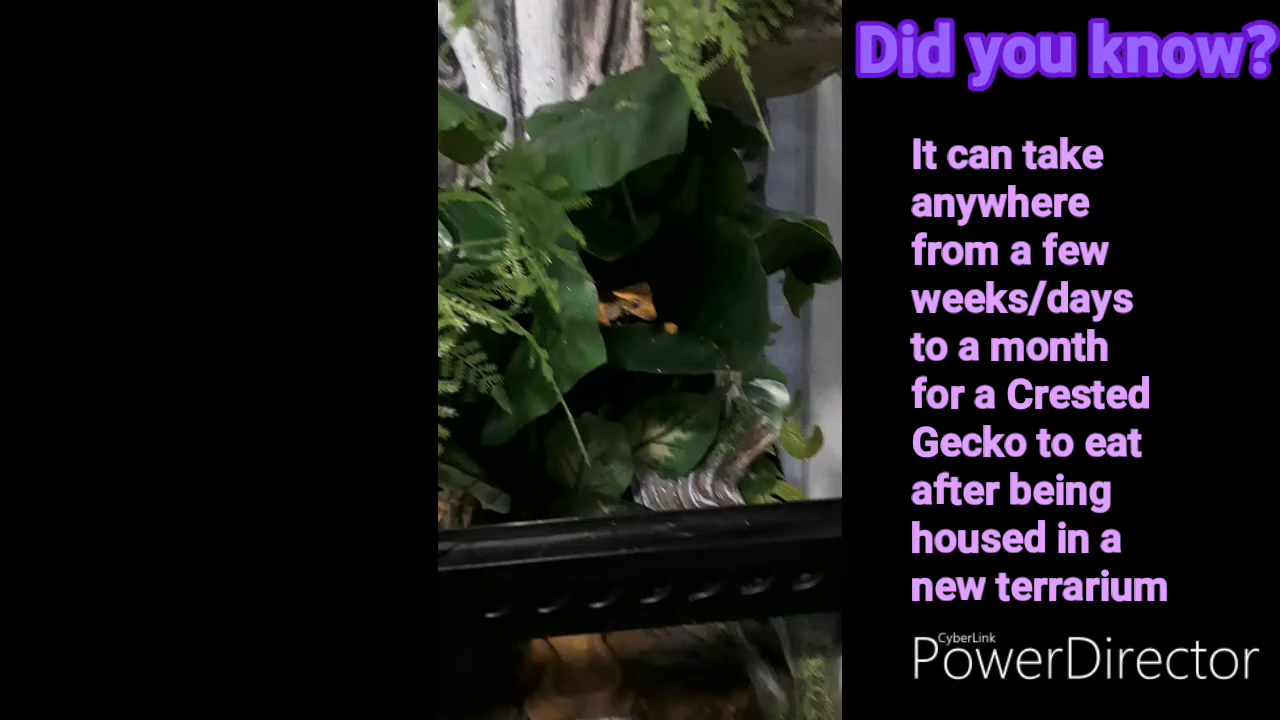 Did you know?
It can take
anywhere
from a few
weeks/days
to a month
for a Crested
Gecko to eat
after being
housed in a
new terrarium
CyberLink
PowerDirector